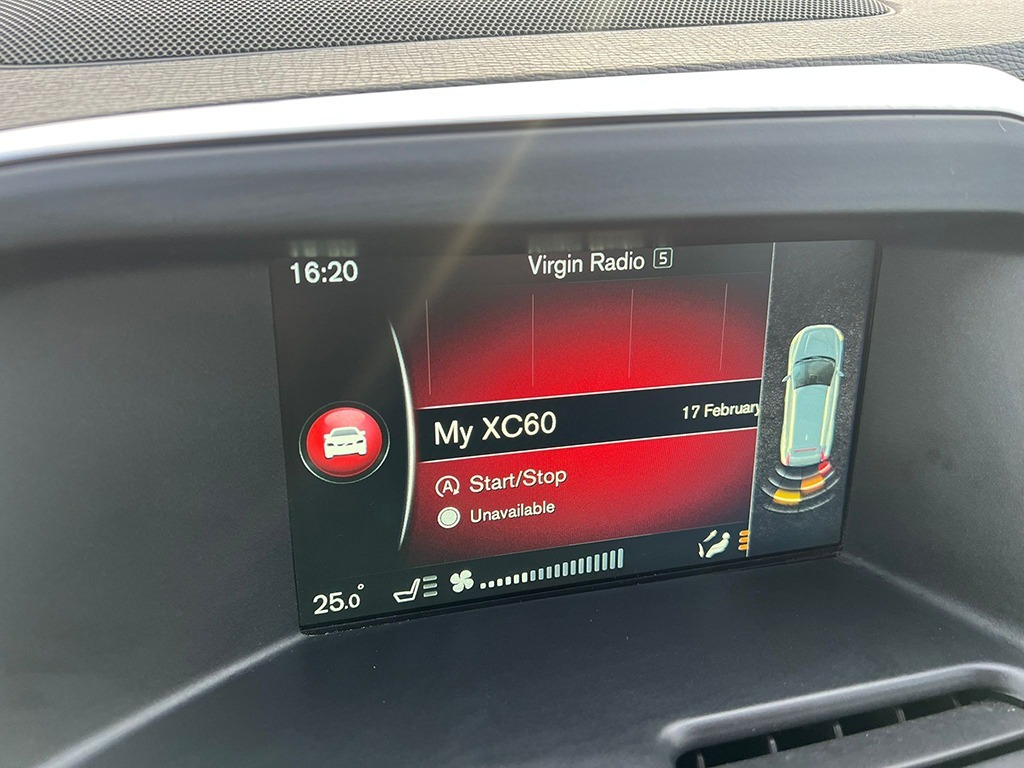 16:20
Virgin Radio 5
My XC60
17 February
A Start/Stop
Unavailable
25.0°